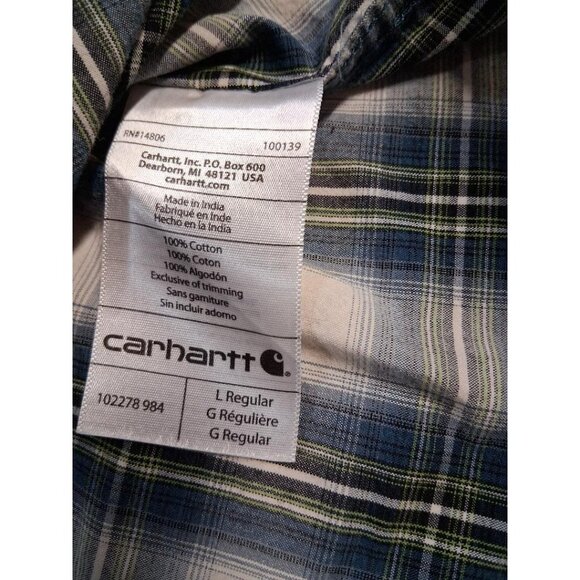 RN#14806 100139
Carhartt, Inc. P.O. Box 600
Dearborn, MI 48121 USA
carhartt.com
Made in India
Fabriqué en Inde
Hecho en la India
100% Cotton
100% Coton
100% Algodón
Exclusive of trimming
Sans garniture
Sin incluir adorno
carhartt
102278 984
L Regular
G Régulière
G Regular